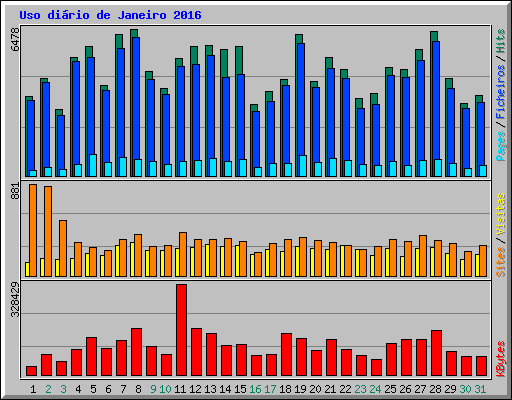 Uso diário de Janeiro 2016
6478
Pages / Ficheiros / Hits
881
Sites / Visitas
328429
KBytes
1 2 3 4 5 6 7 8 9 10 11 12 13 14 15 16 17 18 19 20 21 22 23 24 25 26 27 28 29 30 31